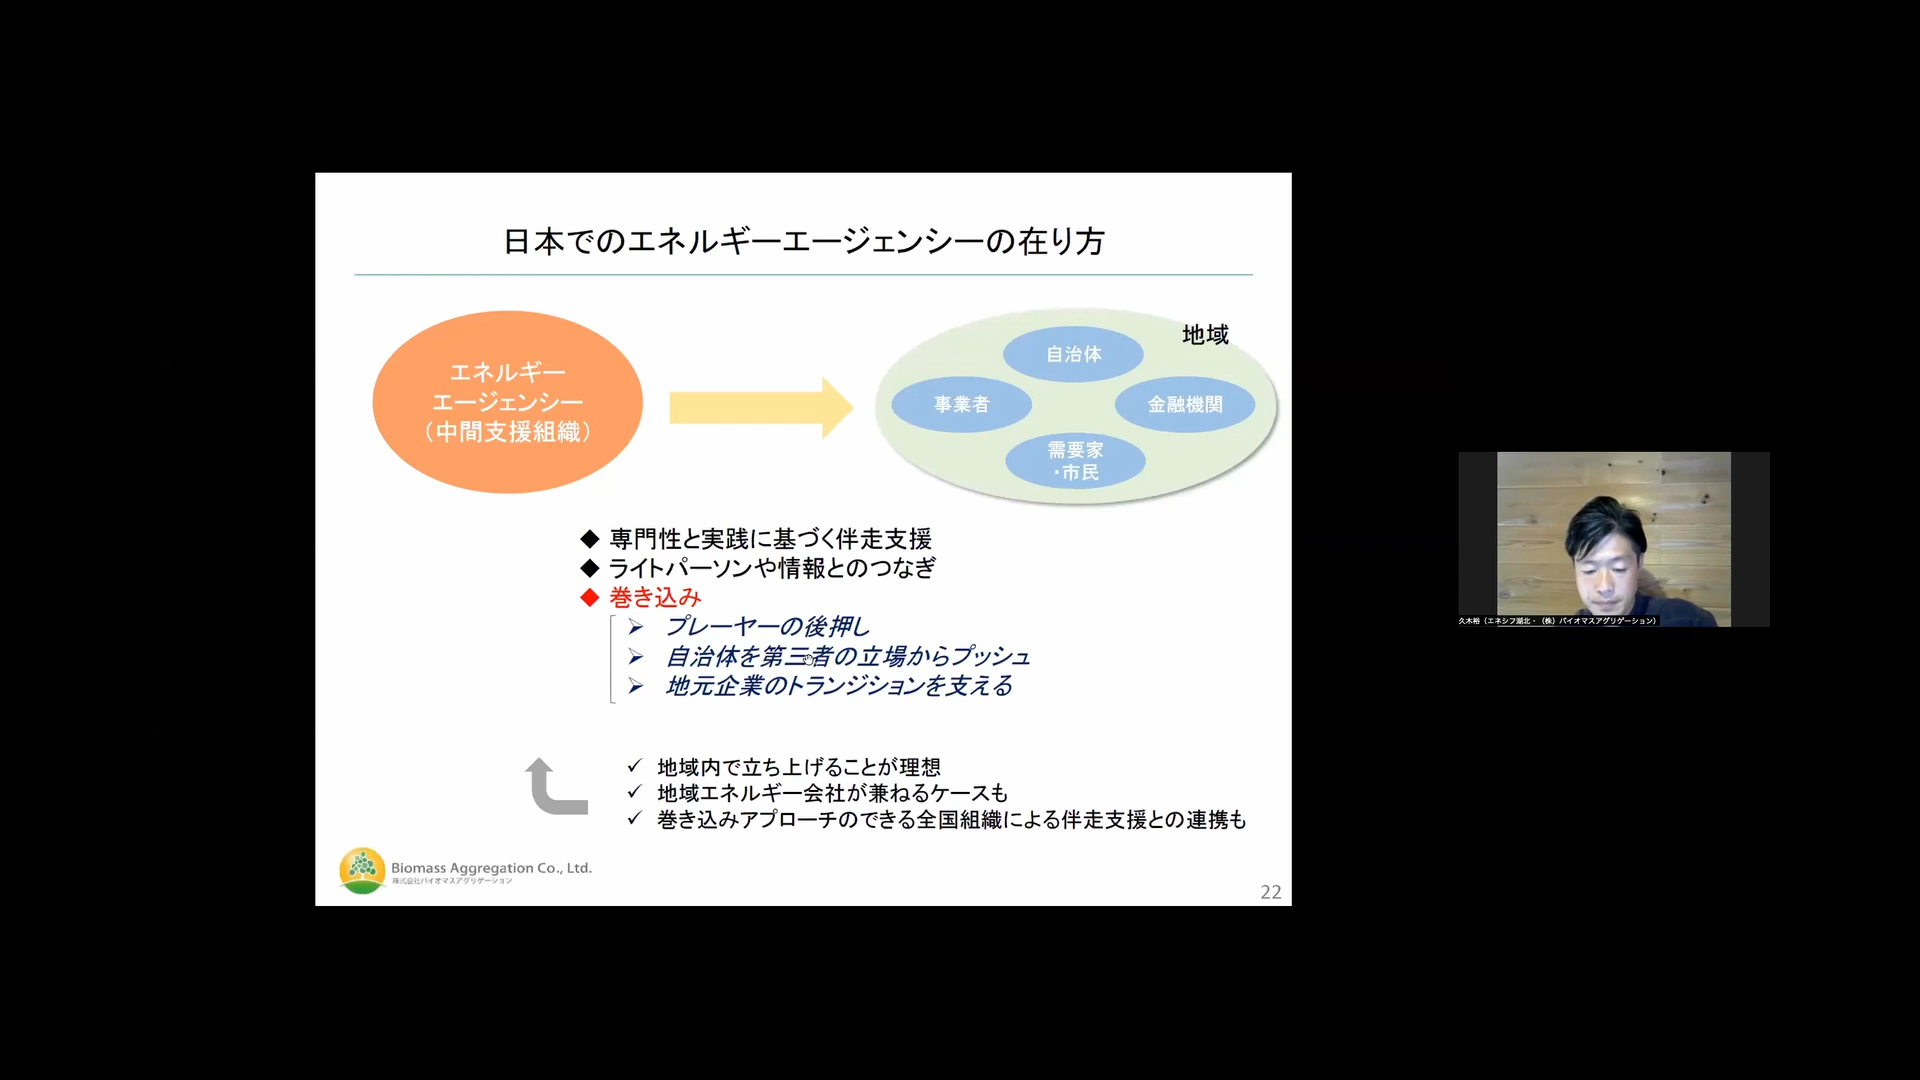 日本でのエネルギーエージェンシーの在り方
エネルギー
エージェンシー
（中間支援組織）
地域
自治体
事業者
金融機関
需要家
・市民
◆ 専門性と実践に基づく伴走支援
◆ ライトパーソンや情報とのつなぎ
◆ 巻き込み
➢ プレーヤーの後押し
➢ 自治体を第三者の立場からプッシュ
➢ 地元企業のトランジションを支える
✓ 地域内で立ち上げることが理想
✓ 地域エネルギー会社が兼ねるケースも
✓ 巻き込みアプローチのできる全国組織による伴走支援との連携も
Biomass Aggregation Co., Ltd.
株式会社バイオマスアグリゲーション
22
久木裕（エネシフ湖北・（株）バイオマスアグリゲーション）